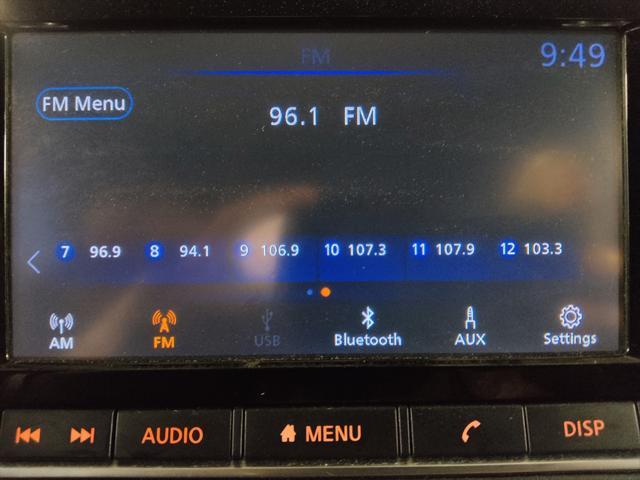 FM
9:49
FM Menu
96.1 FM
7 96.9 8 94.1 9 106.9 10 107.3 11 107.9 12 103.3
AM FM USB Bluetooth AUX Settings
AUDIO MENU DISP